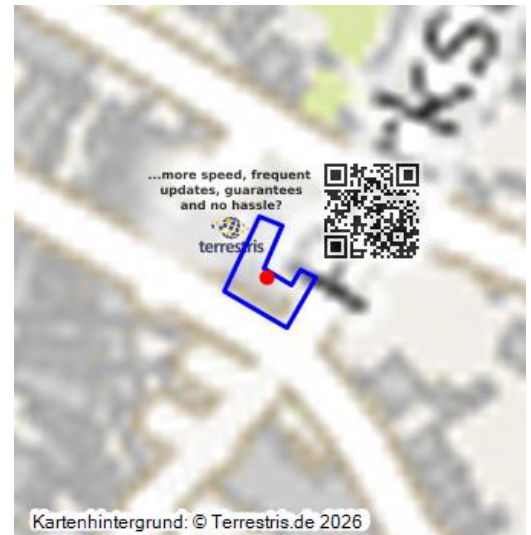 ...more speed, frequent
updates, guarantees
and no hassle?
terrestris
Kartenhintergrund: © Terrestris.de 2026